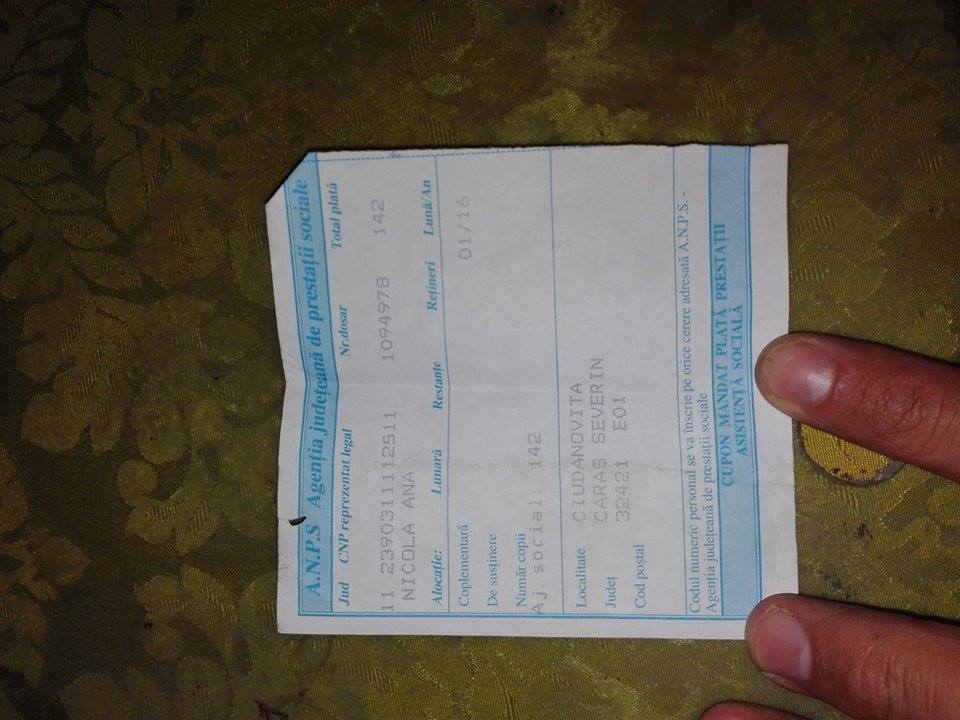 A.N.P.S Agenția județeană de prestații sociale
Jud CNP reprezentat legal Nr.dosar Total plată
11 2390311112511 1094978 142
NICOLA ANA
Alocație: Lunară Restanțe Rețineri Lună/An
Coplementară 01/16
De susținere
Număr copii
Aj. social: 142
Localitate CIUDANOVITA
Județ CARAS SEVERIN
Cod poștal 32421 E01
Codul numeric personal se va înscrie pe orice cerere adresată A.N.P.S. -
Agenția județeană de prestații sociale
CUPON MANDAT PLATĂ PRESTAȚII
ASISTENȚĂ SOCIALĂ